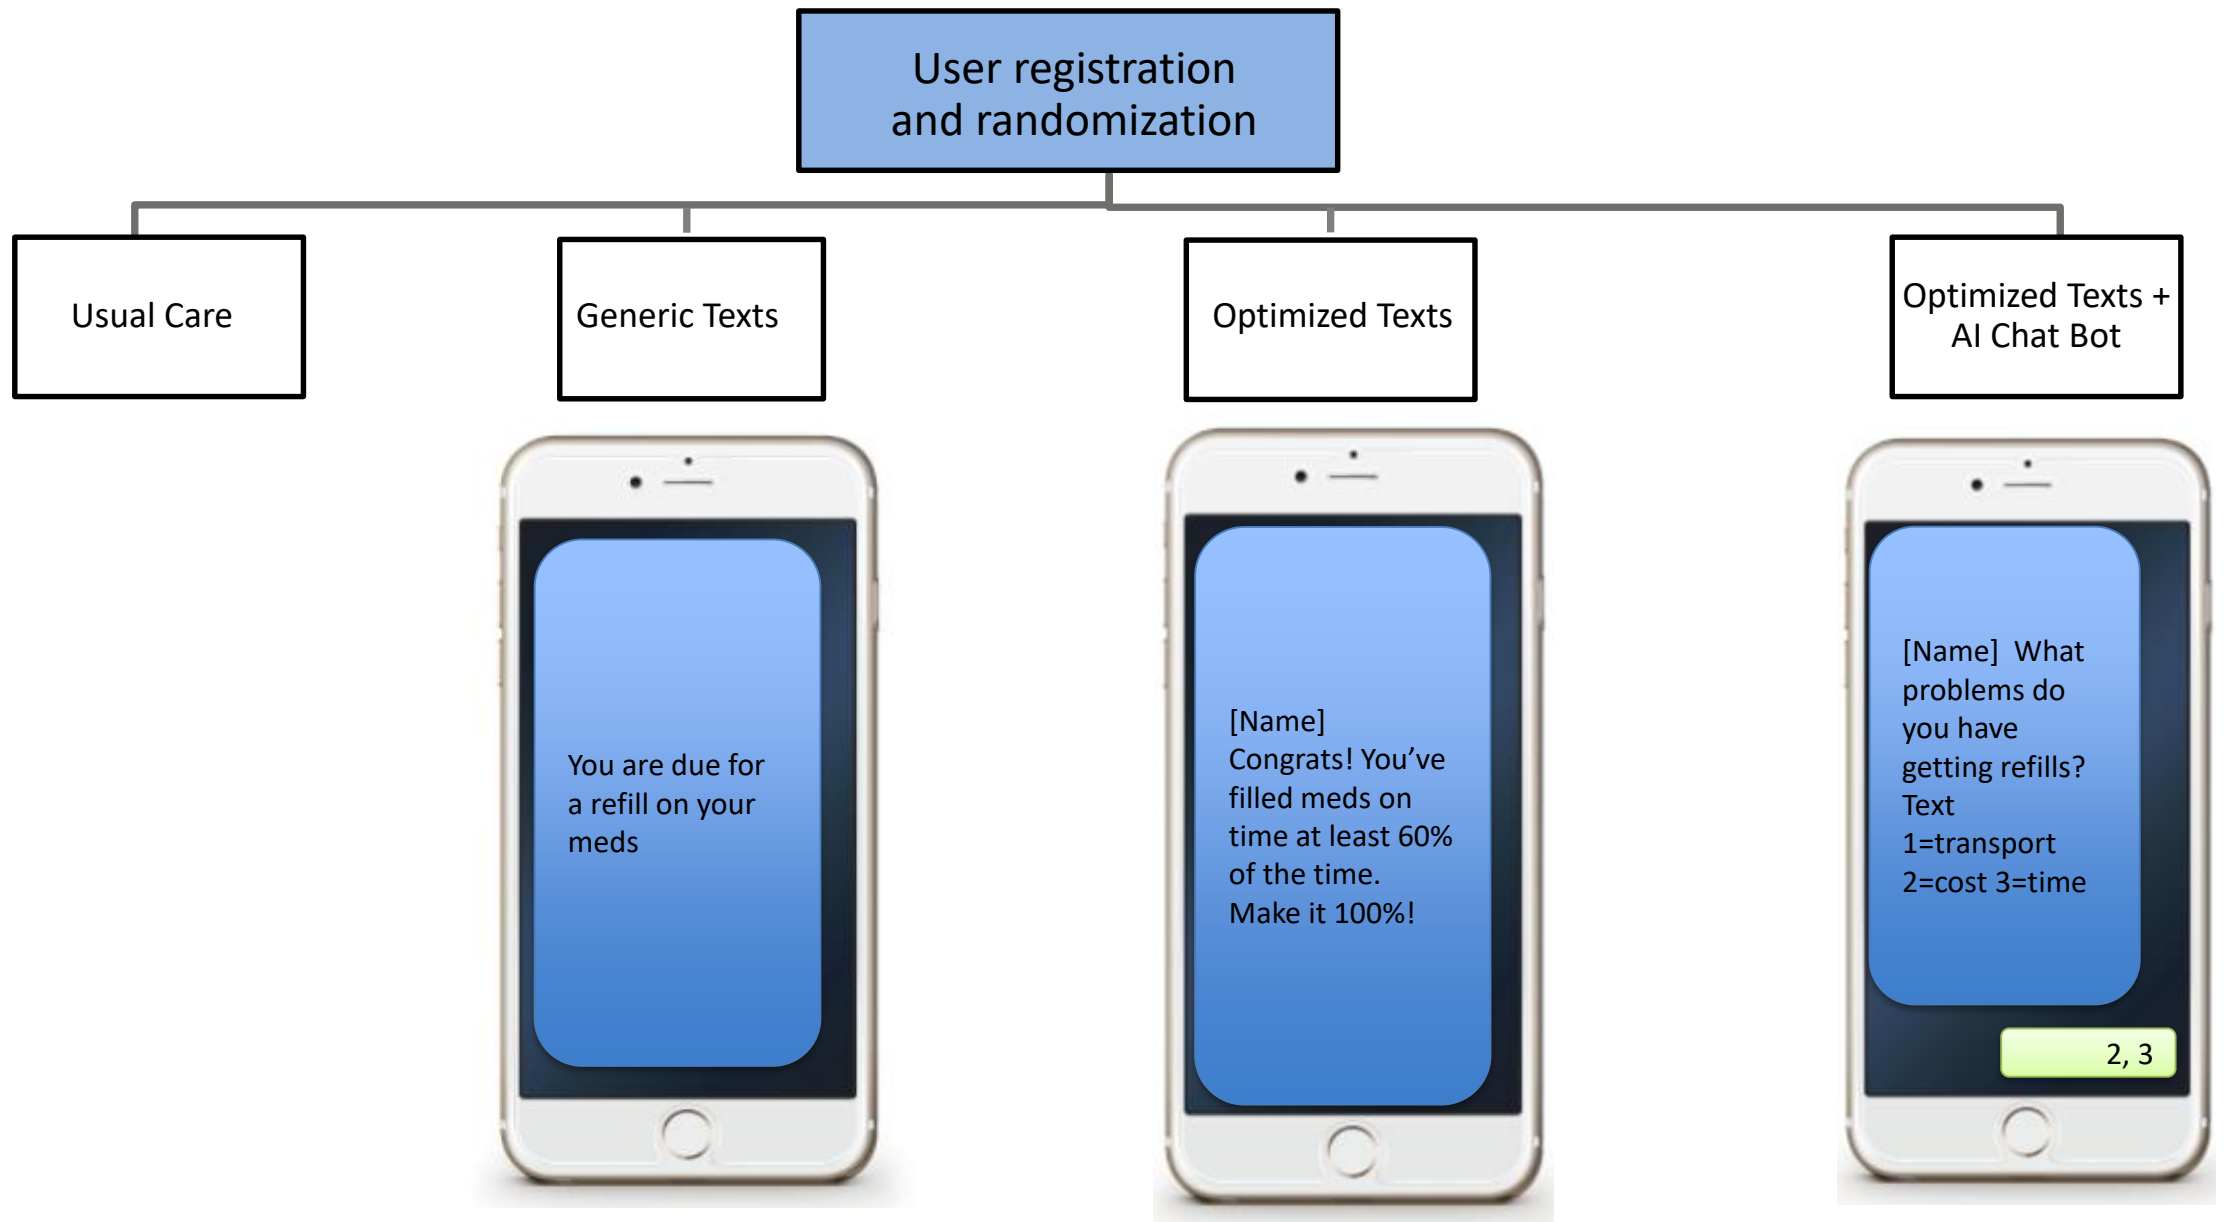 User registration
and randomization
Usual Care
Generic Texts
Optimized Texts
Optimized Texts +
AI Chat Bot
You are due for
a refill on your
meds
[Name]
Congrats! You’ve
filled meds on
time at least 60%
of the time.
Make it 100%!
[Name]  What
problems do
you have
getting refills?
Text
1=transport
2=cost 3=time
2, 3